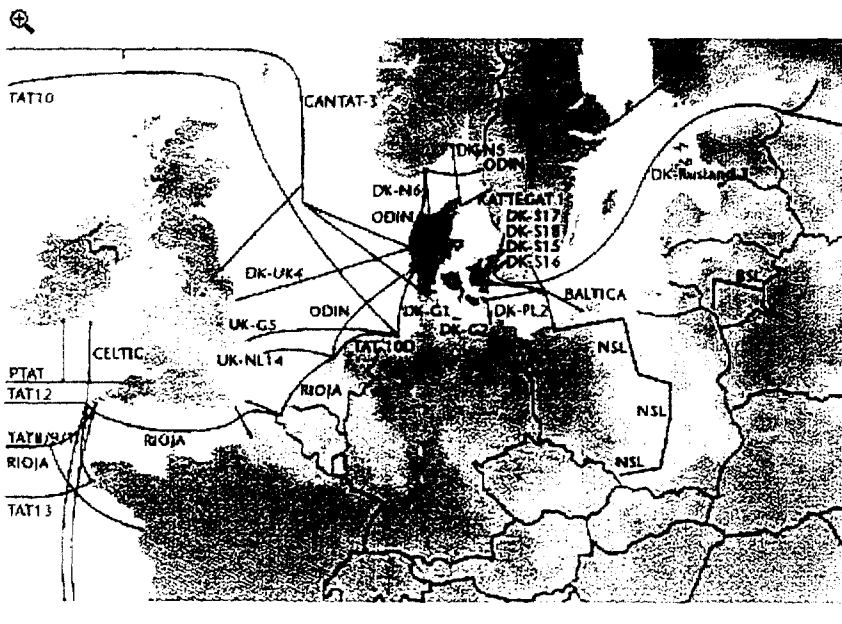 TAT10
CANTAT-3
DK-N5
ODIN
DK-Rusland 1
DK-N6
KATTEGAT 1
ODIN
DK-S17
DK-S18
DK-S15
DK-S16
DK-UK4
BSL
BALTICA
ODIN
DK-G1
DK-PL2
UK-G5
DK-G2
TAT-10D
NSL
CELTIC
UK-NL14
PTAT
RIOJA
TAT12
NSL
RIOJA
RIOJA
NSL
TAT13